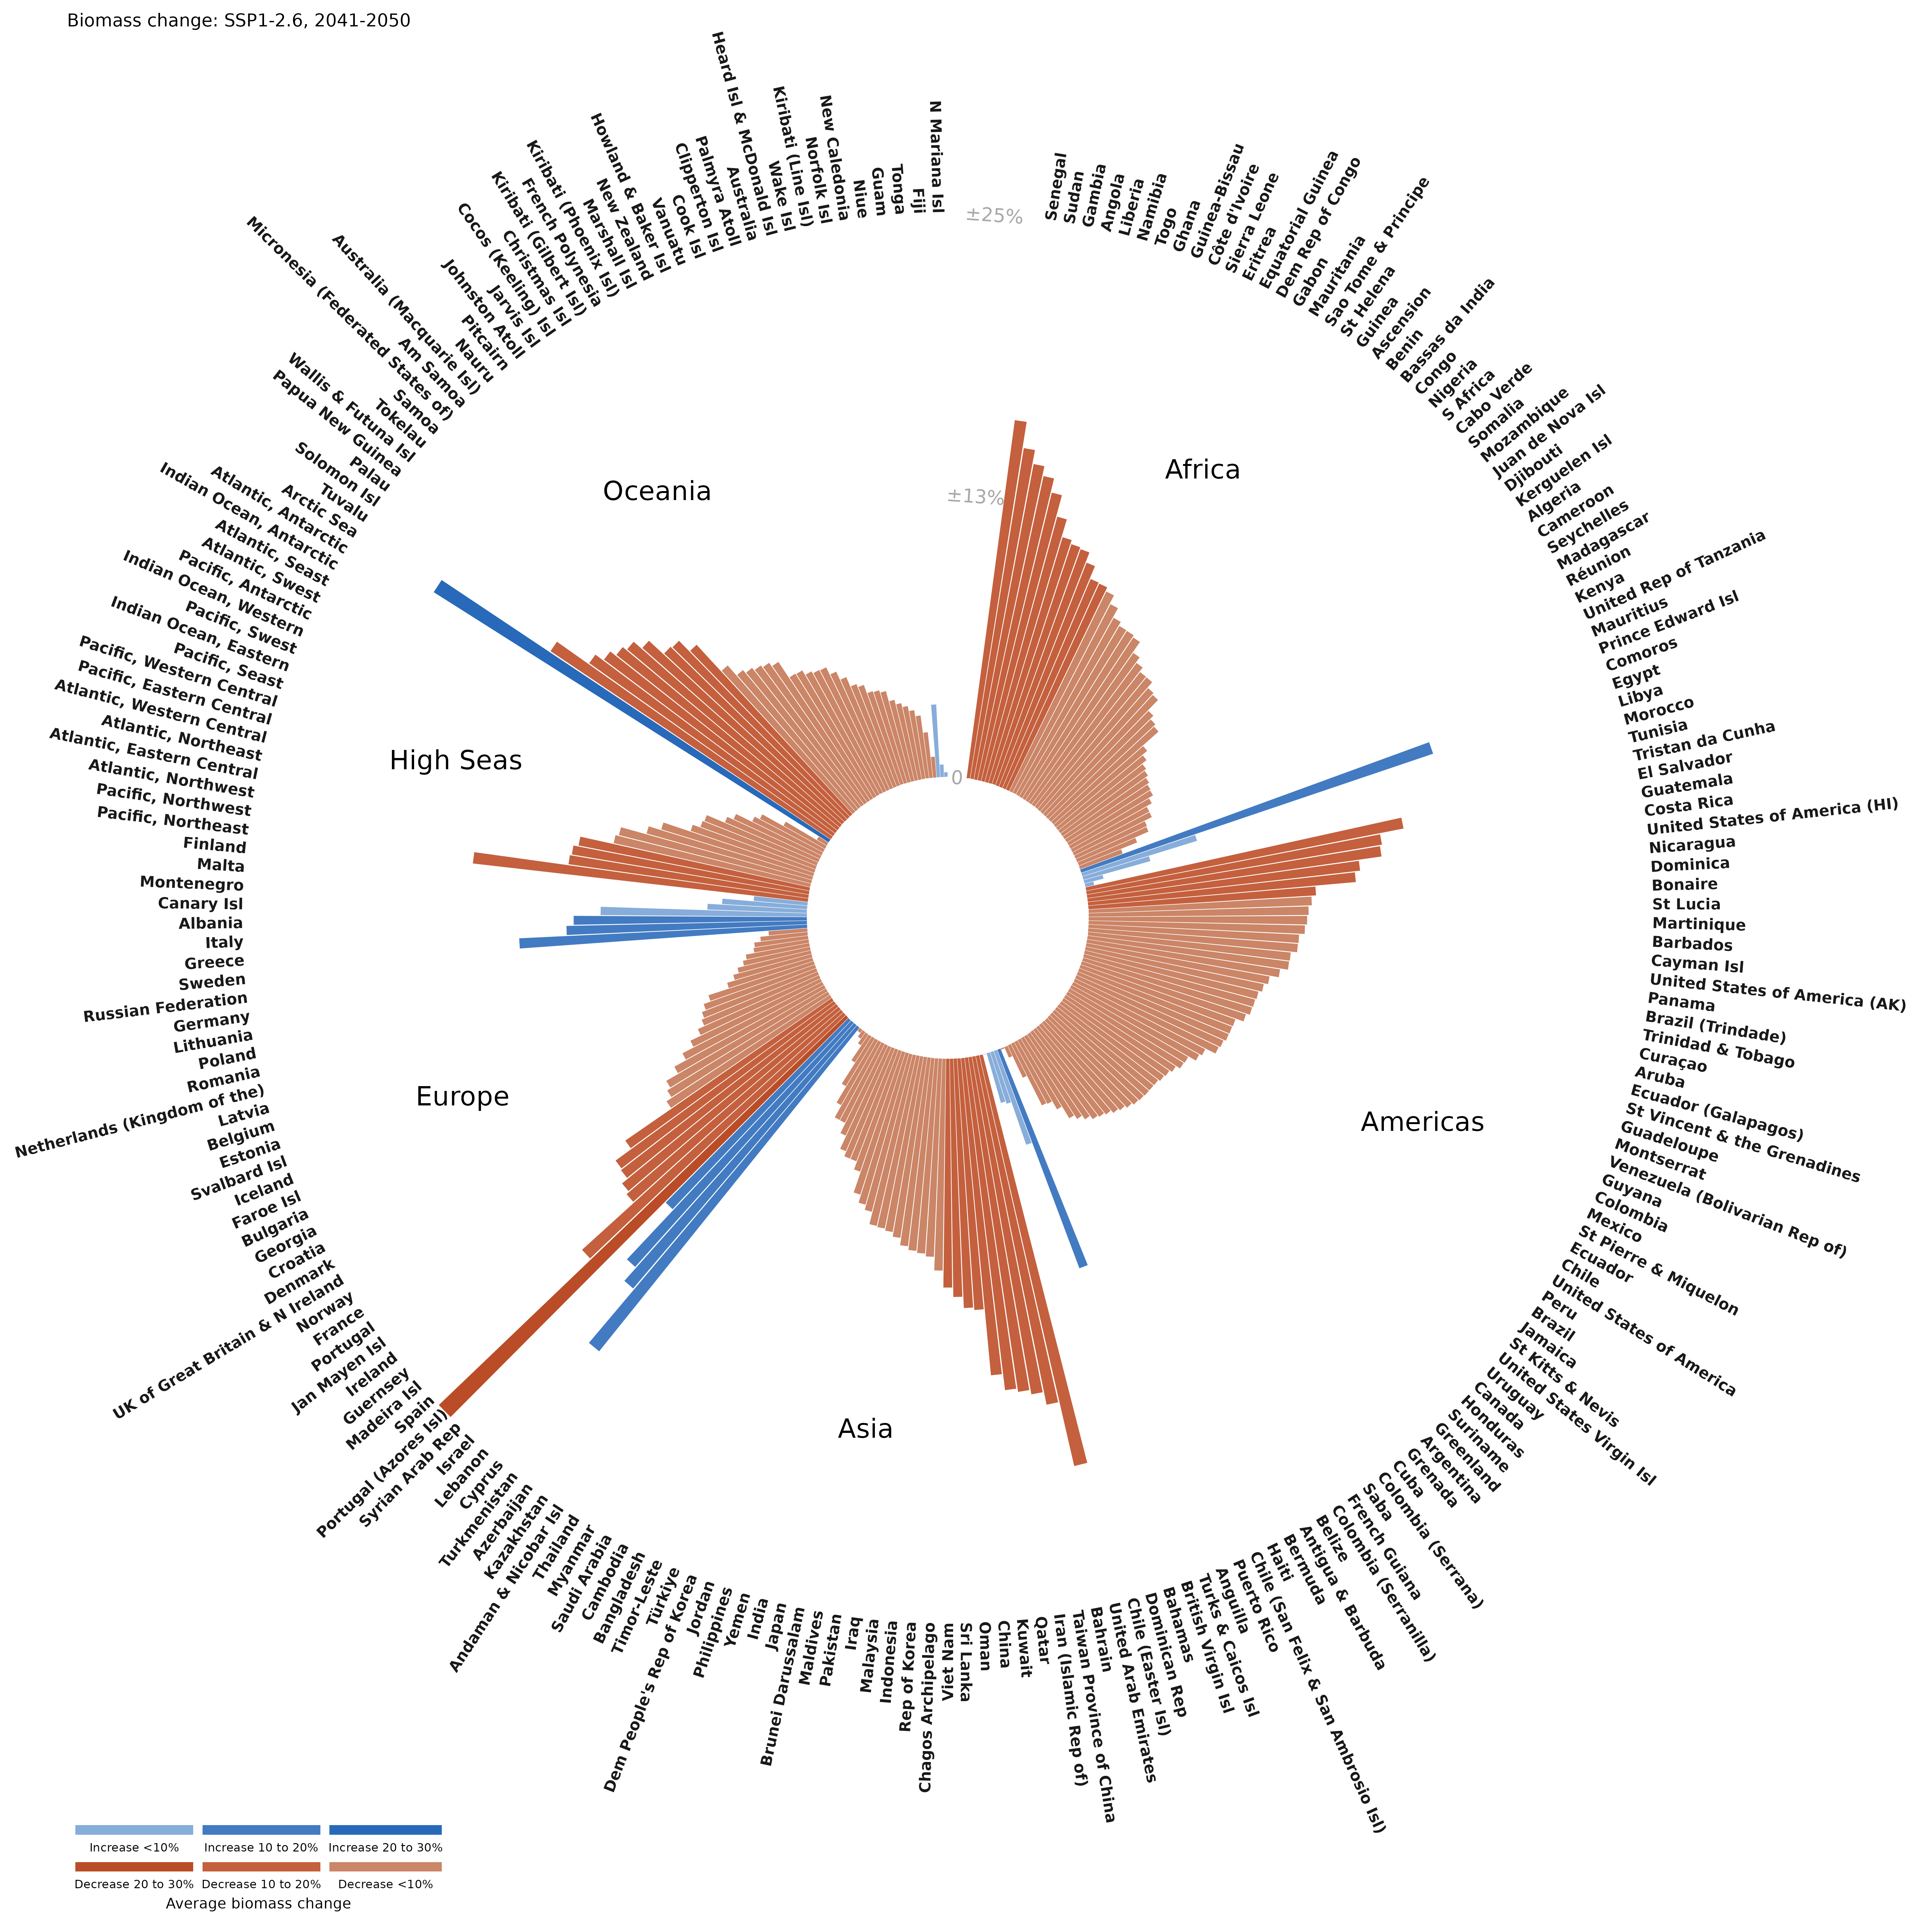 Biomass change: SSP1-2.6, 2041-2050
±25%
±13%
0
Africa
Senegal
Sudan
Gambia
Angola
Liberia
Namibia
Togo
Ghana
Guinea-Bissau
Côte d'Ivoire
Sierra Leone
Eritrea
Equatorial Guinea
Dem Rep of Congo
Gabon
Mauritania
Sao Tome & Principe
St Helena
Guinea
Ascension
Benin
Bassas da India
Congo
Nigeria
S Africa
Cabo Verde
Somalia
Mozambique
Juan de Nova Isl
Djibouti
Kerguelen Isl
Algeria
Cameroon
Seychelles
Madagascar
Réunion
Kenya
United Rep of Tanzania
Mauritius
Prince Edward Isl
Comoros
Egypt
Libya
Morocco
Tunisia
Tristan da Cunha
Americas
El Salvador
Guatemala
Costa Rica
United States of America (HI)
Nicaragua
Dominica
Bonaire
St Lucia
Martinique
Barbados
Cayman Isl
United States of America (AK)
Panama
Brazil (Trindade)
Trinidad & Tobago
Curaçao
Aruba
Ecuador (Galapagos)
St Vincent & the Grenadines
Guadeloupe
Montserrat
Venezuela (Bolivarian Rep of)
Guyana
Colombia
Mexico
St Pierre & Miquelon
Ecuador
Chile
United States of America
Peru
Brazil
Jamaica
St Kitts & Nevis
United States Virgin Isl
Uruguay
Canada
Honduras
Suriname
Greenland
Argentina
Grenada
Cuba
Colombia (Serrana)
Saba
French Guiana
Colombia (Serranilla)
Belize
Antigua & Barbuda
Bermuda
Haiti
Chile (San Felix & San Ambrosio Isl)
Puerto Rico
Anguilla
Turks & Caicos Isl
British Virgin Isl
Bahamas
Dominican Rep
Chile (Easter Isl)
Asia
United Arab Emirates
Bahrain
Taiwan Province of China
Iran (Islamic Rep of)
Qatar
Kuwait
China
Oman
Sri Lanka
Viet Nam
Chagos Archipelago
Rep of Korea
Indonesia
Malaysia
Iraq
Pakistan
Maldives
Brunei Darussalam
Japan
India
Yemen
Philippines
Jordan
Dem People's Rep of Korea
Türkiye
Timor-Leste
Bangladesh
Cambodia
Saudi Arabia
Myanmar
Thailand
Andaman & Nicobar Isl
Kazakhstan
Azerbaijan
Turkmenistan
Cyprus
Lebanon
Israel
Syrian Arab Rep
Europe
Portugal (Azores Isl)
Spain
Madeira Isl
Guernsey
Ireland
Jan Mayen Isl
Portugal
France
Norway
UK of Great Britain & N Ireland
Denmark
Croatia
Georgia
Bulgaria
Faroe Isl
Iceland
Svalbard Isl
Estonia
Belgium
Latvia
Netherlands (Kingdom of the)
Romania
Poland
Lithuania
Germany
Russian Federation
Sweden
Greece
Italy
Albania
Canary Isl
Montenegro
Malta
Finland
High Seas
Pacific, Northeast
Pacific, Northwest
Atlantic, Northwest
Atlantic, Eastern Central
Atlantic, Northeast
Atlantic, Western Central
Pacific, Eastern Central
Pacific, Western Central
Pacific, Seast
Indian Ocean, Eastern
Pacific, Swest
Indian Ocean, Western
Pacific, Antarctic
Atlantic, Swest
Atlantic, Seast
Indian Ocean, Antarctic
Atlantic, Antarctic
Arctic Sea
Oceania
Tuvalu
Solomon Isl
Palau
Papua New Guinea
Wallis & Futuna Isl
Tokelau
Samoa
Micronesia (Federated States of)
Am Samoa
Australia (Macquarie Isl)
Nauru
Pitcairn
Johnston Atoll
Jarvis Isl
Cocos (Keeling) Isl
Christmas Isl
Kiribati (Gilbert Isl)
French Polynesia
Kiribati (Phoenix Isl)
Marshall Isl
New Zealand
Howland & Baker Isl
Vanuatu
Cook Isl
Clipperton Isl
Palmyra Atoll
Australia
Heard Isl & McDonald Isl
Wake Isl
Kiribati (Line Isl)
Norfolk Isl
New Caledonia
Niue
Guam
Tonga
Fiji
N Mariana Isl
Increase <10%
Increase 10 to 20%
Increase 20 to 30%
Decrease 20 to 30%
Decrease 10 to 20%
Decrease <10%
Average biomass change